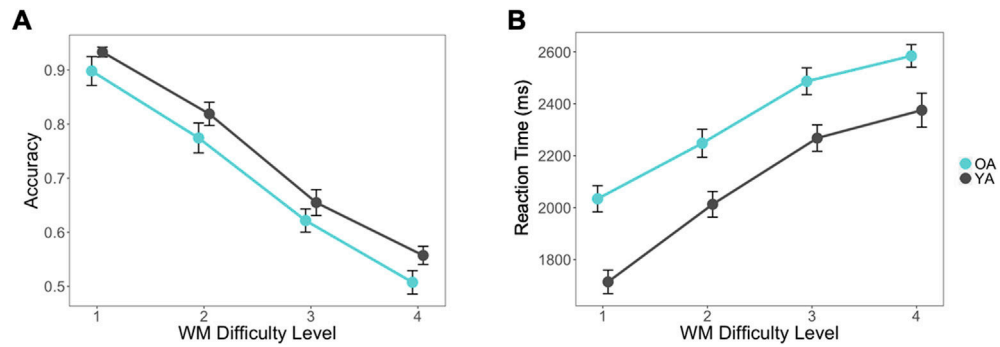 A
Accuracy
0.9
0.8
0.7
0.6
0.5
1 2 3 4
WM Difficulty Level
B
Reaction Time (ms)
2600
2400
2200
2000
1800
1 2 3 4
WM Difficulty Level
OA
YA